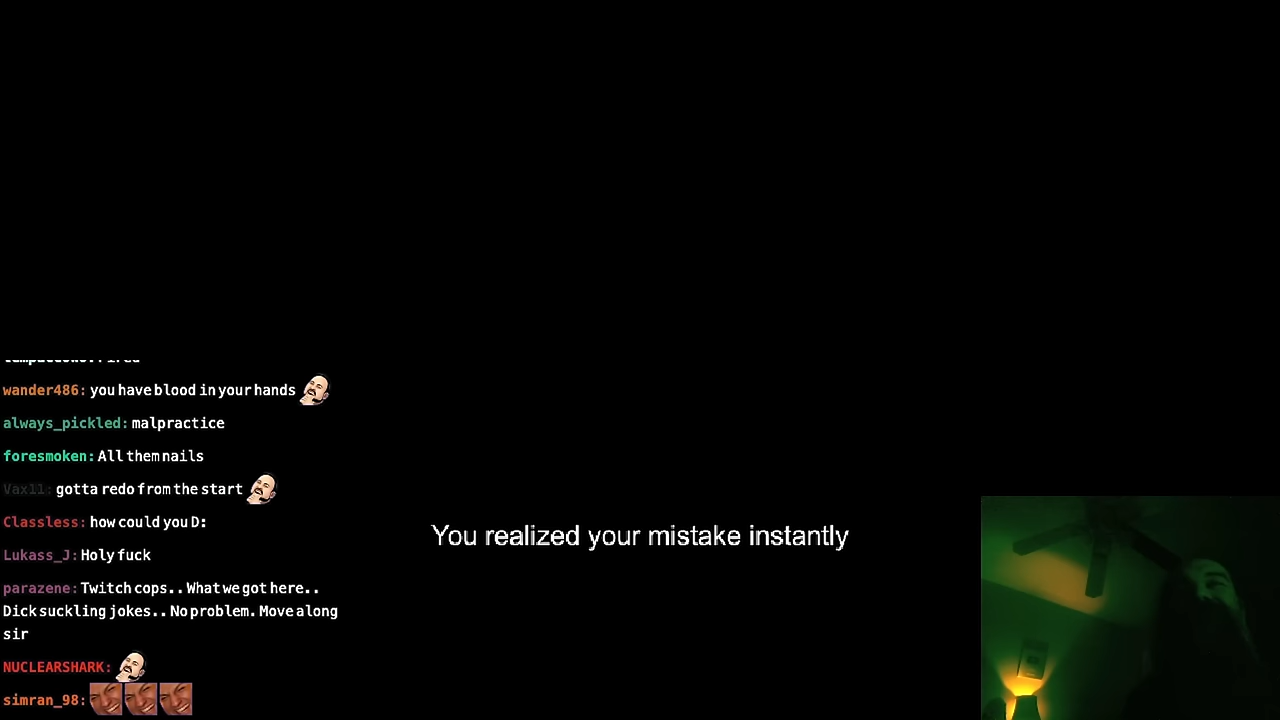 wander486: you have blood in your hands
always_pickled: malpractice
foresmoken: All them nails
Vax11: gotta redo from the start
Classless: how could you D:
Lukass_J: Holy fuck
parazene: Twitch cops.. What we got here..
Dick suckling jokes.. No problem. Move along
sir
NUCLEARSHARK:
simran_98:
You realized your mistake instantly